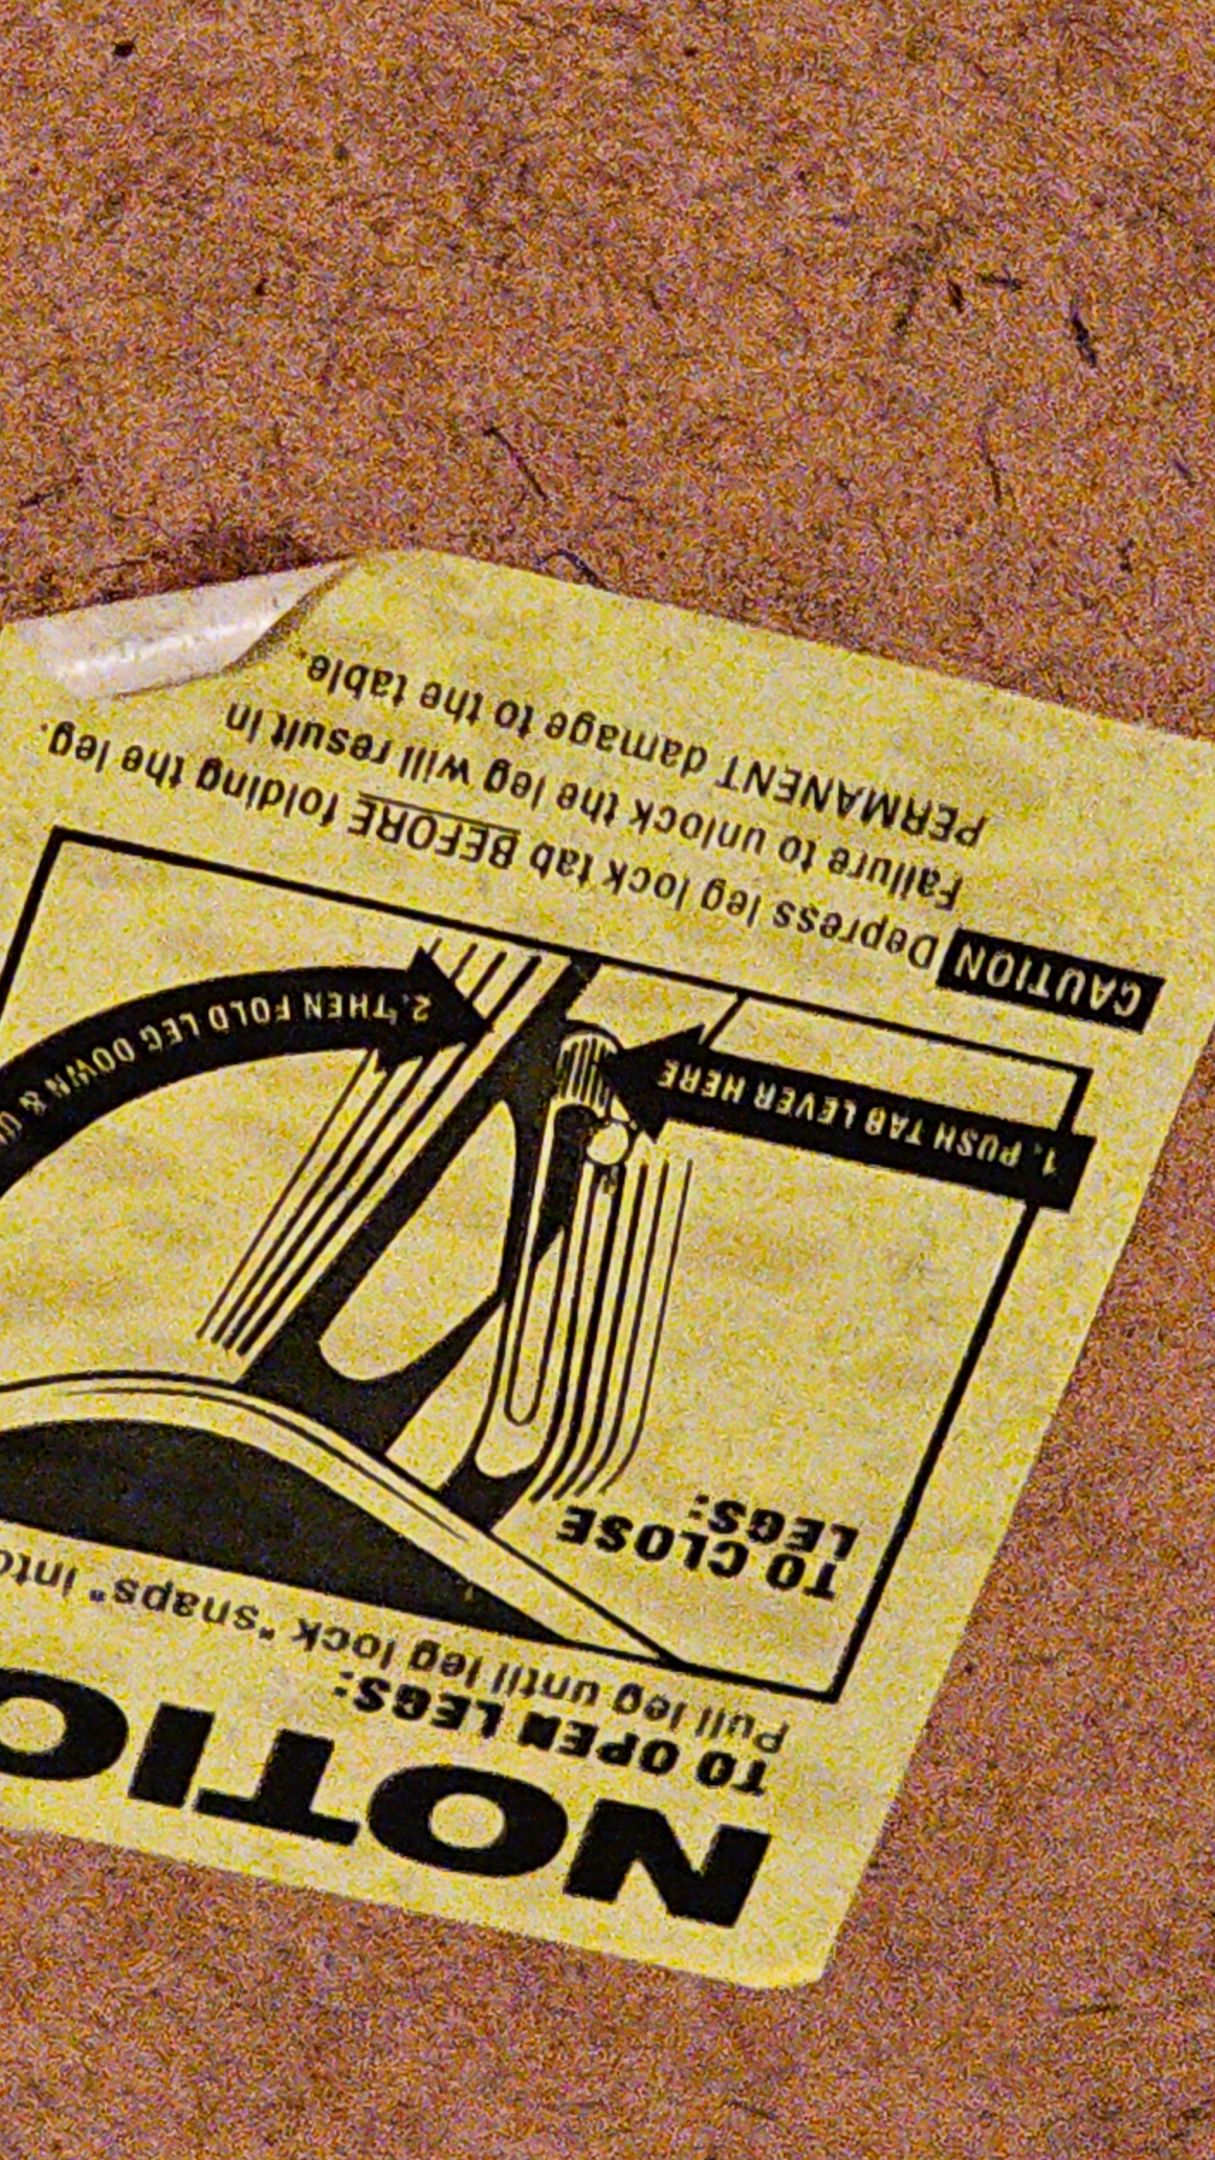 NOTIC
TO OPEN LEGS:
Pull leg until leg lock "snaps" into
TO CLOSE
LEGS:
1. PUSH TAB LEVER HERE
2. THEN FOLD LEG DOWN &
CAUTION Depress leg lock tab BEFORE folding the leg.
Failure to unlock the leg will result in
PERMANENT damage to the table.